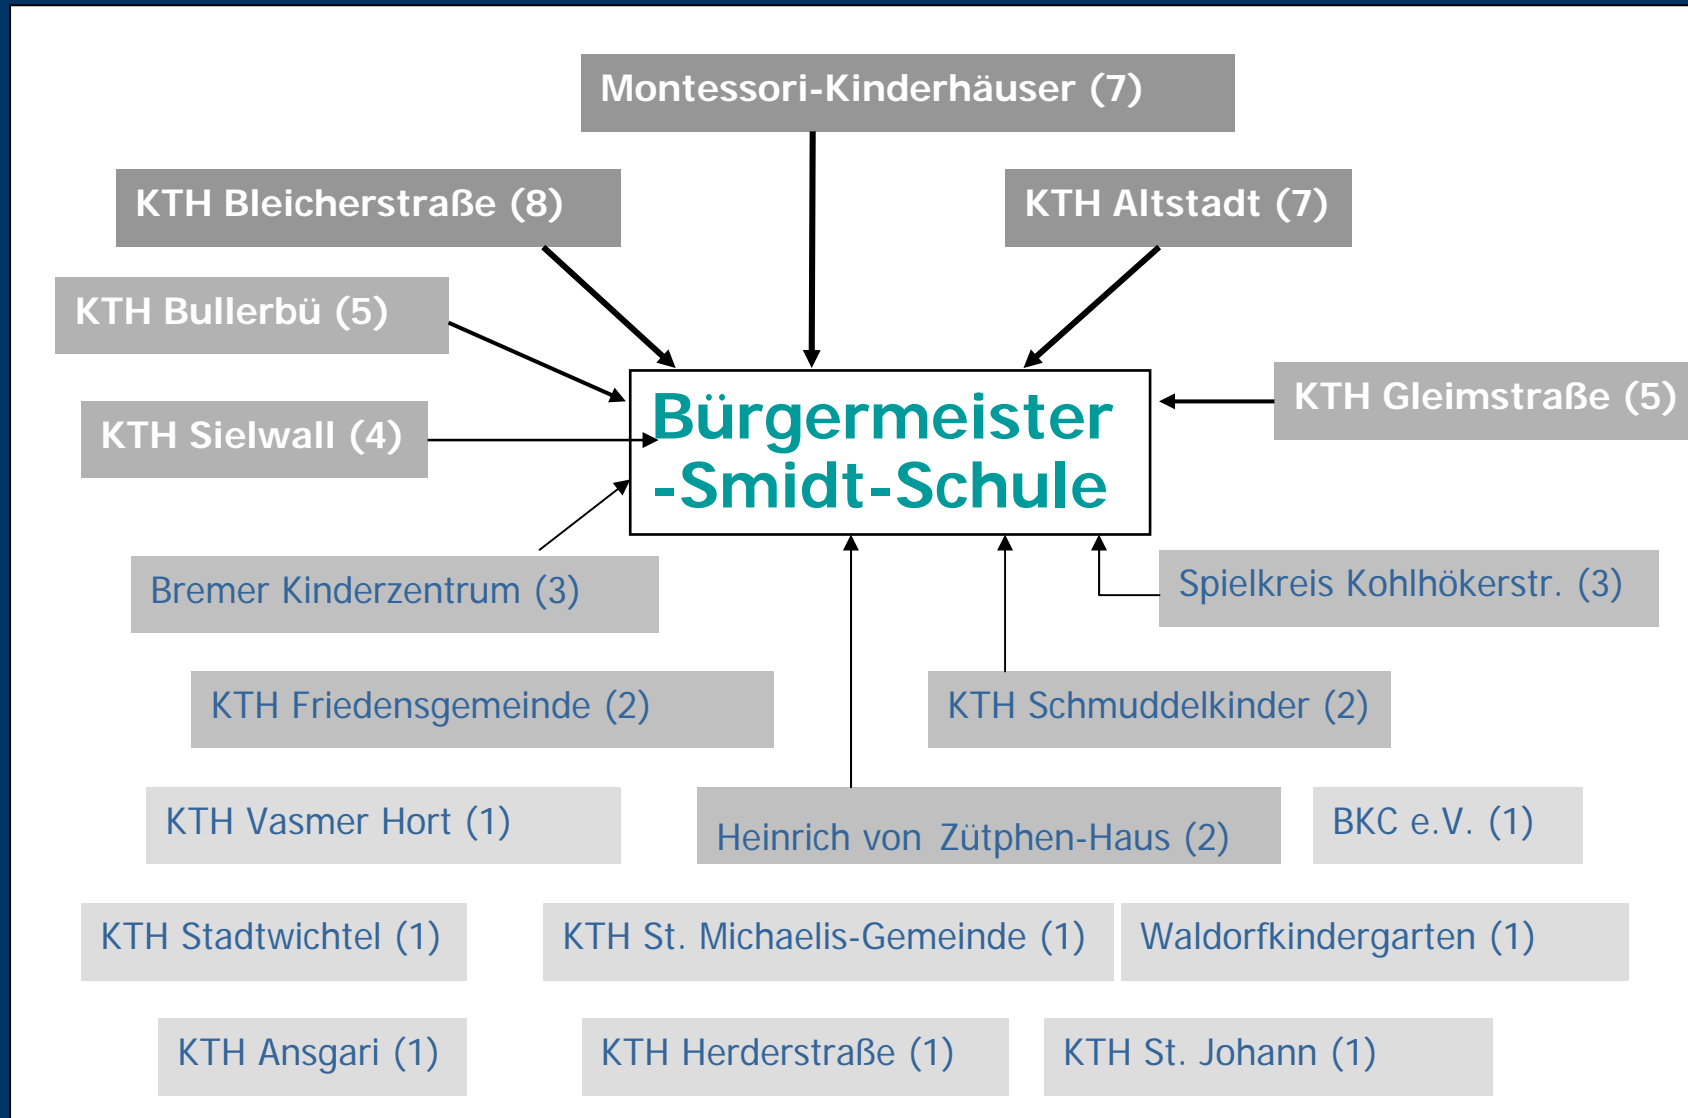 Montessori-Kinderhäuser (7)
KTH Bleicherstraße (8)
KTH Altstadt (7)
KTH Bullerbü (5)
KTH Gleimstraße (5)
KTH Sielwall (4)
Bürgermeister
-Smidt-Schule
Bremer Kinderzentrum (3)
Spielkreis Kohlhökerstr. (3)
KTH Friedensgemeinde (2)
KTH Schmuddelkinder (2)
KTH Vasmer Hort (1)
Heinrich von Zütphen-Haus (2)
BKC e.V. (1)
KTH Stadtwichtel (1)
KTH St. Michaelis-Gemeinde (1)
Waldorfkindergarten (1)
KTH Ansgari (1)
KTH Herderstraße (1)
KTH St. Johann (1)